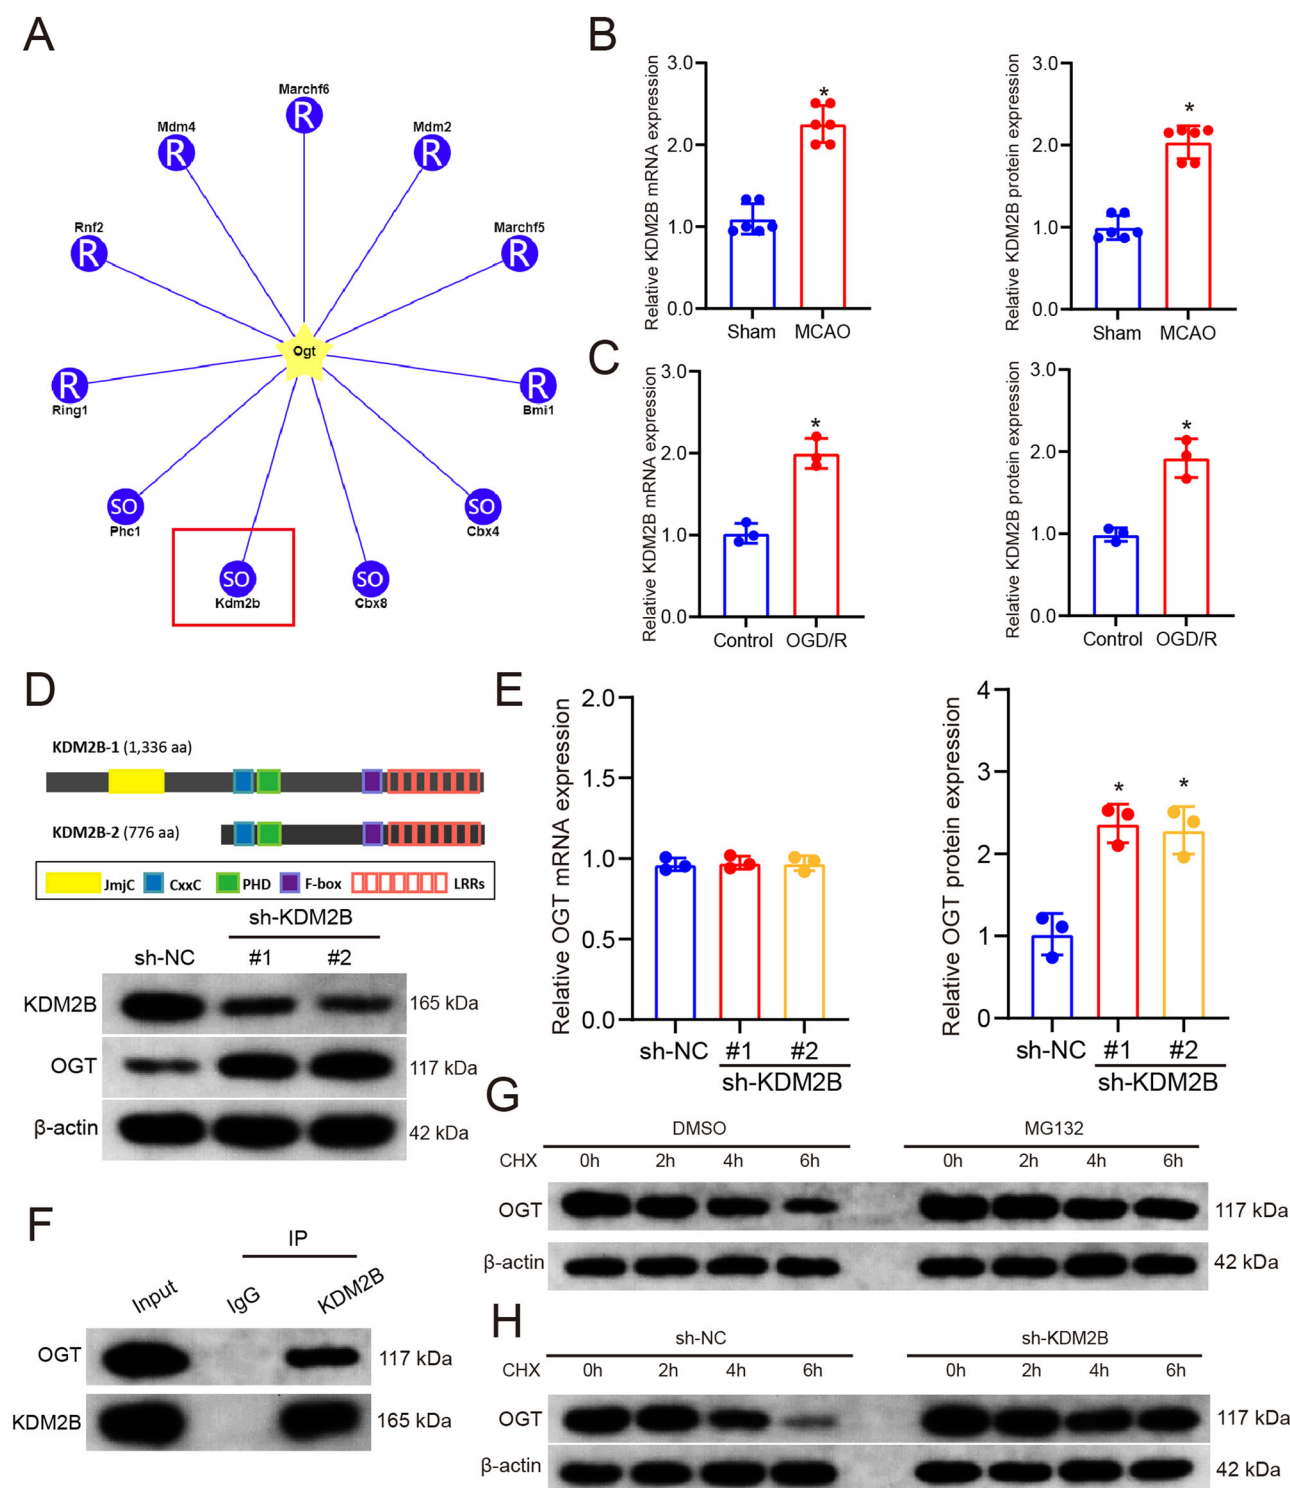 A
Marchf6
R
Mdm4
R
Mdm2
R
Rnf2
R
Marchf5
R
Ogt
R
Ring1
R
Bmi1
SO
Phc1
SO
Cbx4
SO
Kdm2b
SO
Cbx8
B
Relative KDM2B mRNA expression
3.0
2.0
1.0
0.0
*
Sham MCAO
Relative KDM2B protein expression
3.0
2.0
1.0
0.0
*
Sham MCAO
C
Relative KDM2B mRNA expression
3.0
2.0
1.0
0.0
*
Control OGD/R
Relative KDM2B protein expression
3.0
2.0
1.0
0.0
*
Control OGD/R
D
KDM2B-1 (1,336 aa)
KDM2B-2 (776 aa)
JmjC CxxC PHD F-box LRRs
sh-KDM2B
sh-NC #1 #2
KDM2B 165 kDa
OGT 117 kDa
β-actin 42 kDa
E
Relative OGT mRNA expression
2.0
1.5
1.0
0.5
0.0
sh-NC #1 #2
sh-KDM2B
Relative OGT protein expression
4
3
2
1
0
* *
sh-NC #1 #2
sh-KDM2B
F
IP
Input IgG KDM2B
OGT 117 kDa
KDM2B 165 kDa
G
DMSO MG132
CHX 0h 2h 4h 6h 0h 2h 4h 6h
OGT 117 kDa
β-actin 42 kDa
H
sh-NC sh-KDM2B
CHX 0h 2h 4h 6h 0h 2h 4h 6h
OGT 117 kDa
β-actin 42 kDa